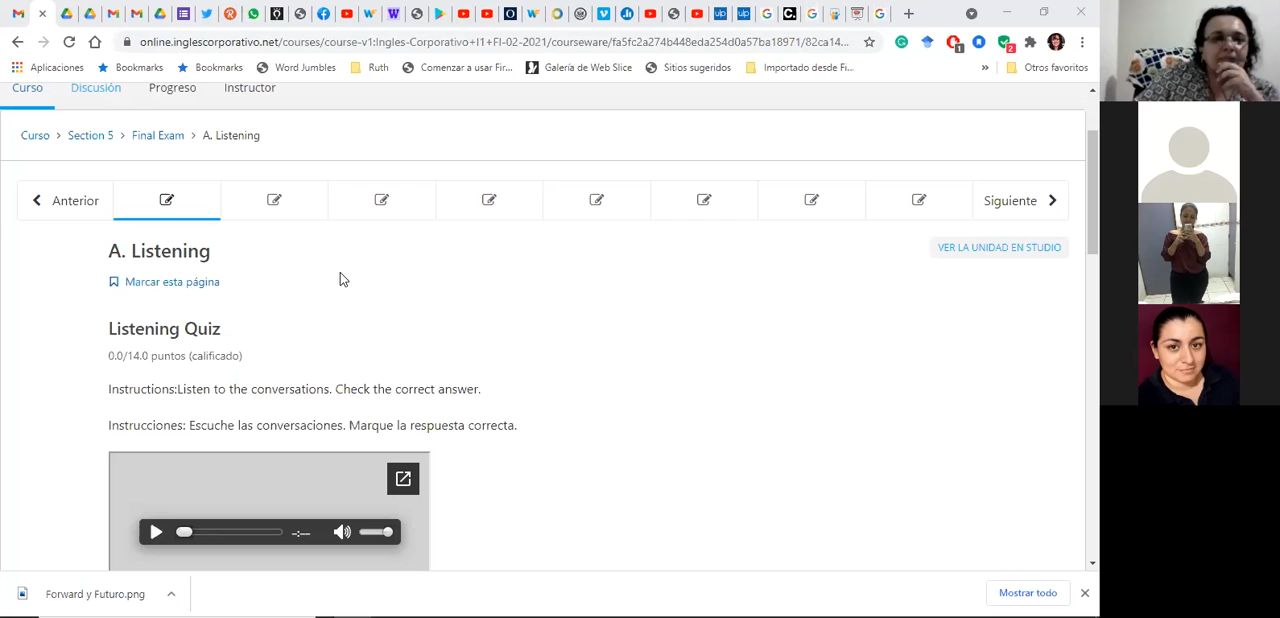 online.inglescorporativo.net/courses/course-v1:Ingles-Corporativo+I1+FI-02-2021/courseware/fa5fc2a274b448eda254d0a57ba18971/82ca14...
Aplicaciones Bookmarks Bookmarks Word Jumbles Ruth Comenzar a usar Fir... Galería de Web Slice Sitios sugeridos Importado desde Fi... » Otros favoritos
Curso Discusión Progreso Instructor
Curso > Section 5 > Final Exam > A. Listening
Anterior Siguiente
A. Listening
VER LA UNIDAD EN STUDIO
Marcar esta página
Listening Quiz
0.0/14.0 puntos (calificado)
Instructions:Listen to the conversations. Check the correct answer.
Instrucciones: Escuche las conversaciones. Marque la respuesta correcta.
-:--
Forward y Futuro.png
Mostrar todo